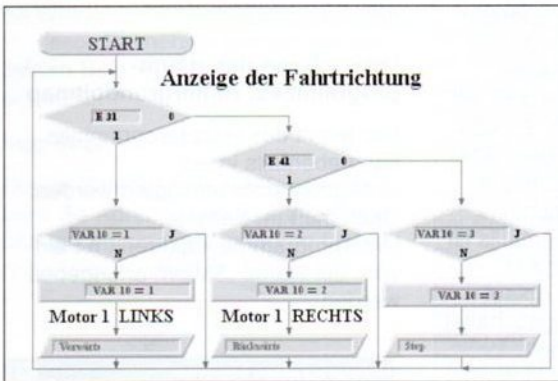 START
Anzeige der Fahrtrichtung
E 31 0
1
E 41 0
1
VAR 10 = 1 J
N
VAR 10 = 2 J
N
VAR 10 = 3 J
N
VAR 10 = 1
VAR 10 = 2
VAR 10 = 3
Motor 1 LINKS
Motor 1 RECHTS
Vorwärts
Rückwärts
Stop